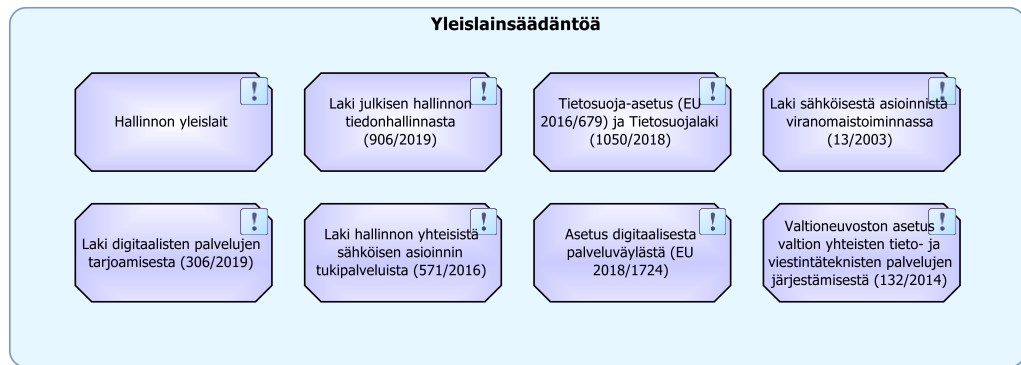 Yleislainsäädäntöä
Hallinnon yleislait
Laki julkisen hallinnon
tiedonhallinnasta
(906/2019)
Tietosuoja-asetus (EU
2016/679) ja Tietosuojalaki
(1050/2018)
Laki sähköisestä asioinnista
viranomaistoiminnassa
(13/2003)
Laki digitaalisten palvelujen
tarjoamisesta (306/2019)
Laki hallinnon yhteisistä
sähköisen asioinnin
tukipalveluista (571/2016)
Asetus digitaalisesta
palveluväylästä (EU
2018/1724)
Valtioneuvoston asetus
valtion yhteisten tieto- ja
viestintäteknisten palvelujen
järjestämisestä (132/2014)